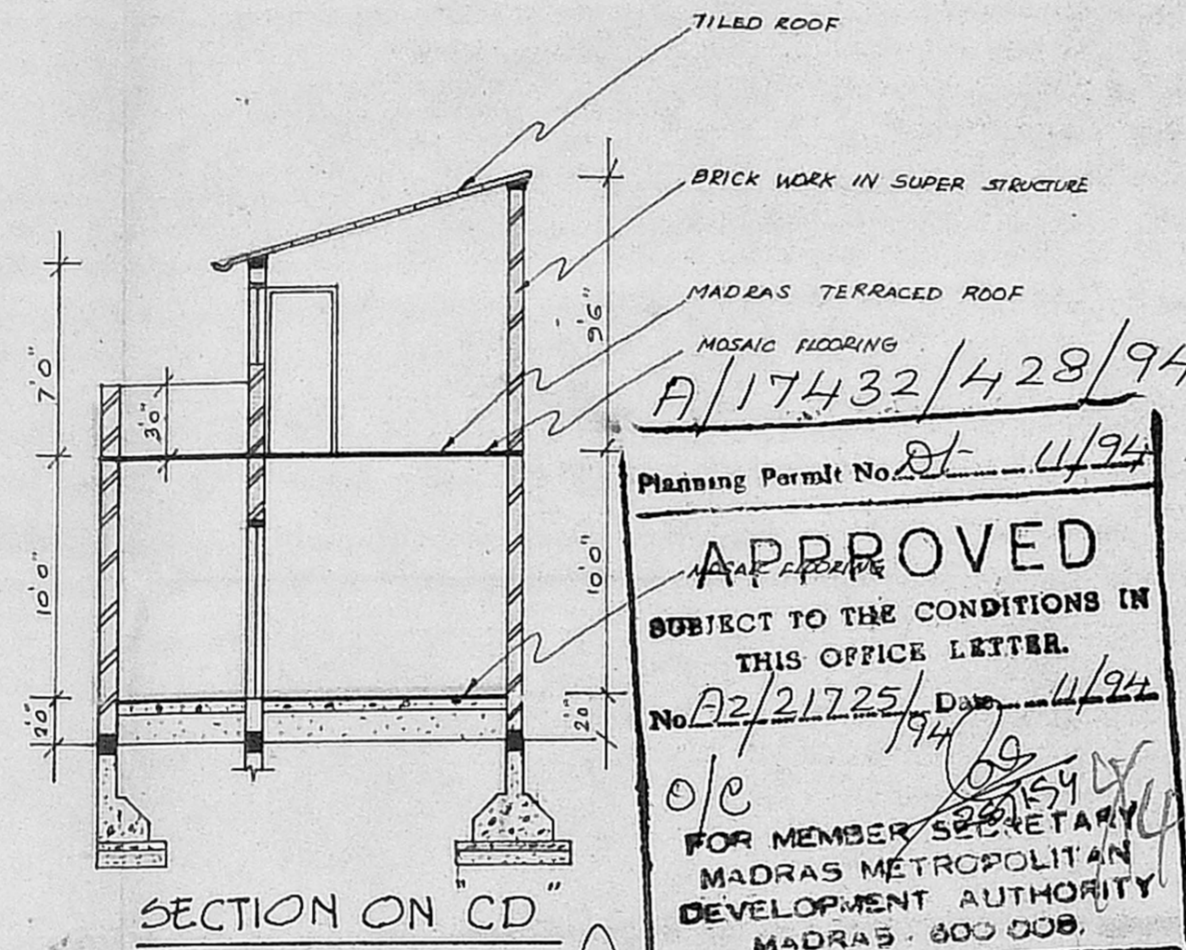 TILED ROOF
BRICK WORK IN SUPER STRUCTURE
MADRAS TERRACED ROOF
MOSAIC FLOORING
9'6"
7'0"
3'0"
10'0"
10'0"
MOSAIC FLOORING
2'0"
2'0"
SECTION ON "CD"
A/17432/428/94
Planning Permit No. Dt- 11/94
APPROVED
SUBJECT TO THE CONDITIONS IN
THIS OFFICE LETTER.
No. A2/21725/94 Date 11/94
O/C
FOR MEMBER SECRETARY
MADRAS METROPOLITAN
DEVELOPMENT AUTHORITY
MADRAS - 600 008.